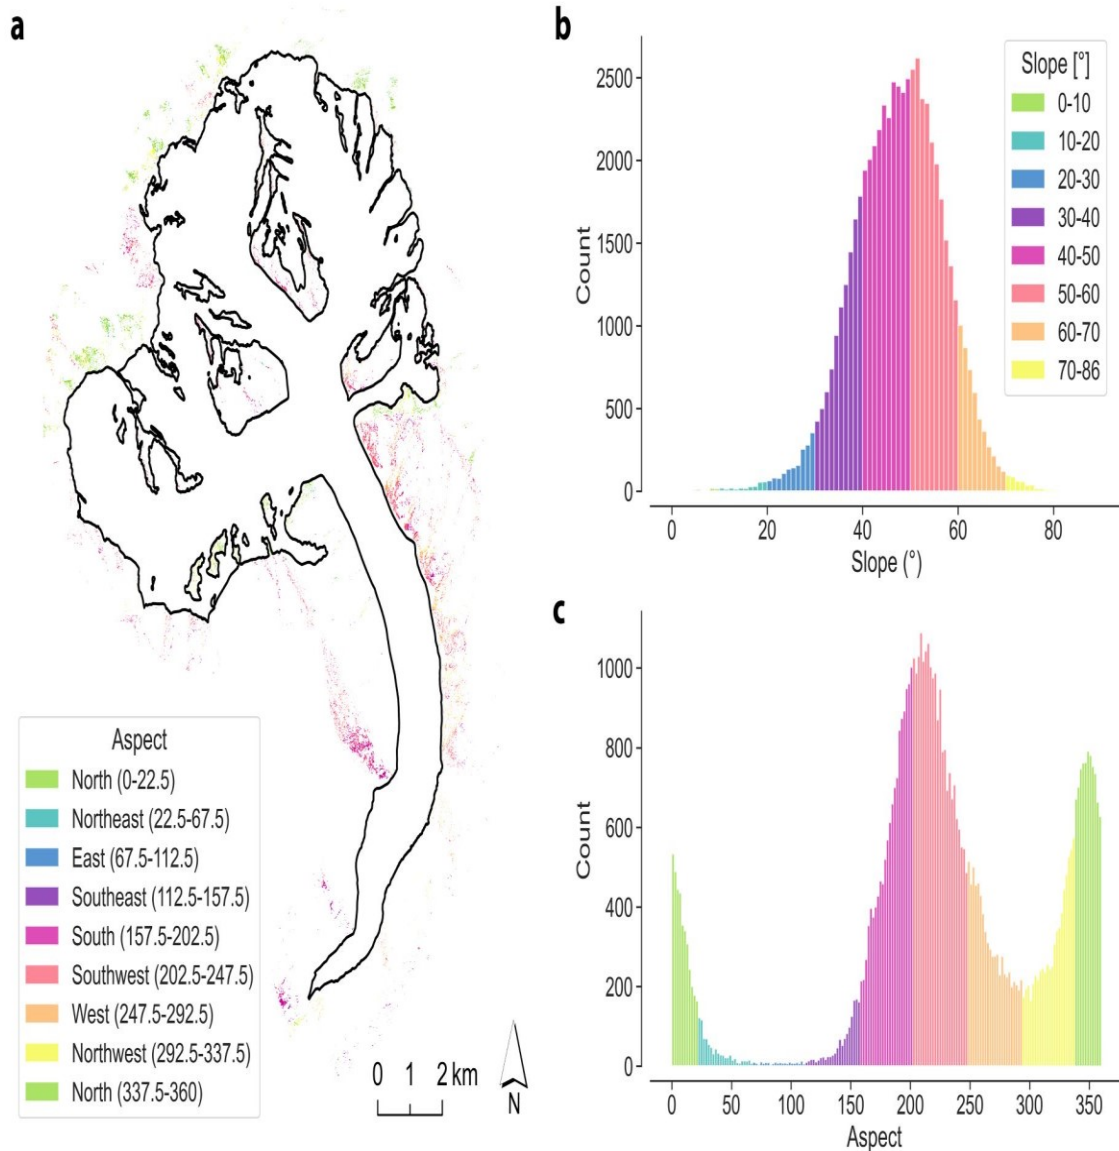 a
Aspect
North (0-22.5)
Northeast (22.5-67.5)
East (67.5-112.5)
Southeast (112.5-157.5)
South (157.5-202.5)
Southwest (202.5-247.5)
West (247.5-292.5)
Northwest (292.5-337.5)
North (337.5-360)
0 1 2 km
N
b
Count
2500
2000
1500
1000
500
0
0 20 40 60 80
Slope (°)
Slope [°]
0-10
10-20
20-30
30-40
40-50
50-60
60-70
70-86
c
Count
1000
800
600
400
200
0
0 50 100 150 200 250 300 350
Aspect